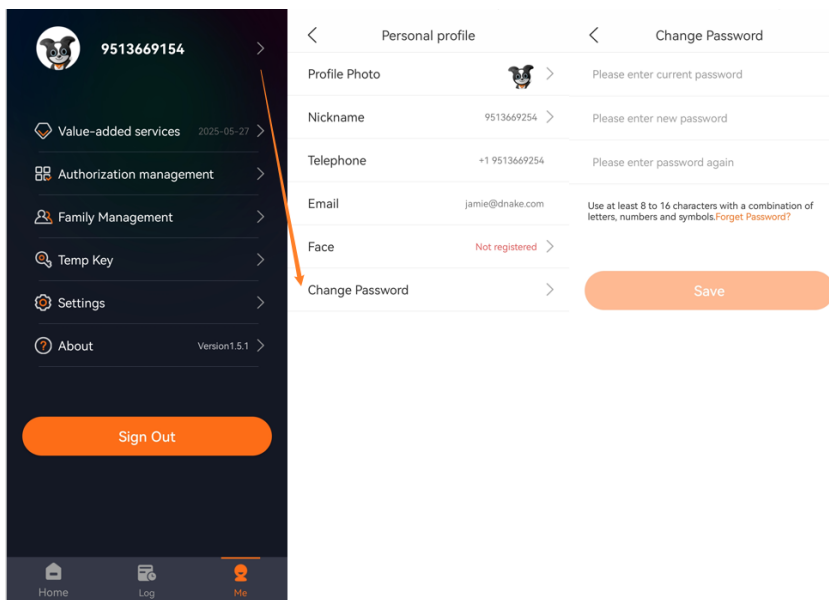 9513669154
Value-added services 2025-05-27
Authorization management
Family Management
Temp Key
Settings
About Version1.5.1
Sign Out
Home Log Me
Personal profile
Profile Photo
Nickname 9513669254
Telephone +1 9513669254
Email jamie@dnake.com
Face Not registered
Change Password
Change Password
Please enter current password
Please enter new password
Please enter password again
Use at least 8 to 16 characters with a combination of
letters, numbers and symbols.Forget Password?
Save